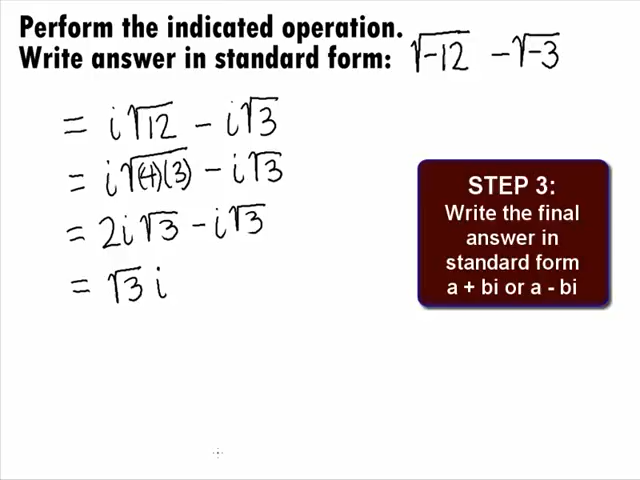 Perform the indicated operation.
Write answer in standard form: √-12 - √-3
= i√12 - i√3
= i√(4)(3) - i√3
= 2i√3 - i√3
= √3 i
STEP 3:
Write the final
answer in
standard form
a + bi or a - bi